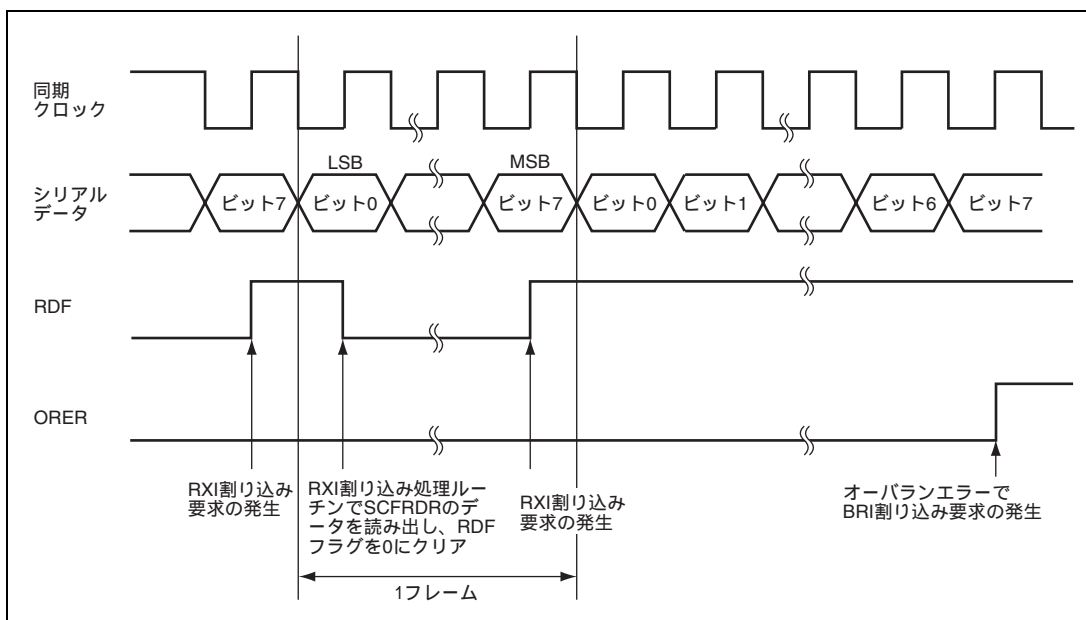 同期
クロック
LSB
MSB
シリアル
データ
ビット7
ビット0
ビット7
ビット0
ビット1
ビット6
ビット7
RDF
ORER
RXI割り込み
要求の発生
RXI割り込み処理ルー
チンでSCFRDRのデ
ータを読み出し、RDF
フラグを0にクリア
RXI割り込み
要求の発生
オーバランエラーで
BRI割り込み要求の発生
1フレーム